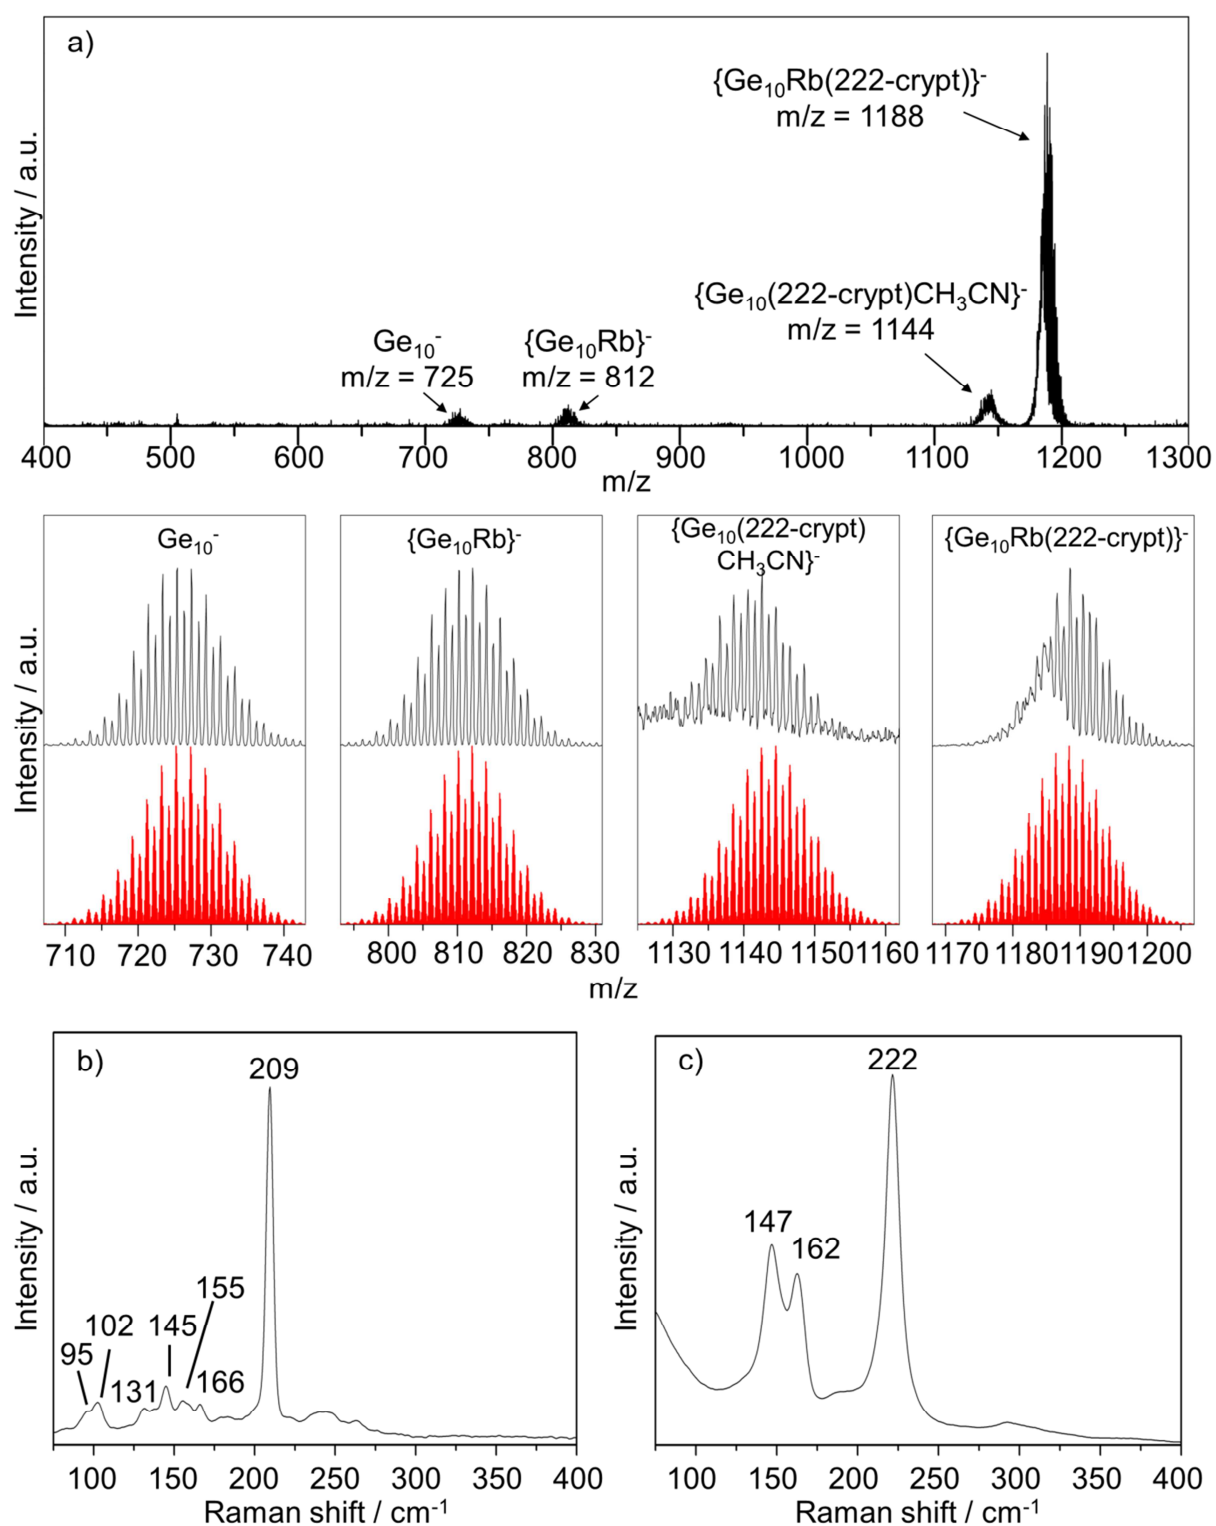 a)
{Ge₁₀Rb(222-crypt)}⁻
m/z = 1188
{Ge₁₀(222-crypt)CH₃CN}⁻
m/z = 1144
Ge₁₀⁻
m/z = 725
{Ge₁₀Rb}⁻
m/z = 812
Intensity / a.u.
400 500 600 700 800 900 1000 1100 1200 1300
m/z
Ge₁₀⁻
{Ge₁₀Rb}⁻
{Ge₁₀(222-crypt)
CH₃CN}⁻
{Ge₁₀Rb(222-crypt)}⁻
Intensity / a.u.
710 720 730 740
800 810 820 830
1130 1140 1150 1160
1170 1180 1190 1200
m/z
b)
209
155
102
145
95
131
166
Intensity / a.u.
100 150 200 250 300 350 400
Raman shift / cm⁻¹
c)
222
147
162
Intensity / a.u.
100 150 200 250 300 350 400
Raman shift / cm⁻¹